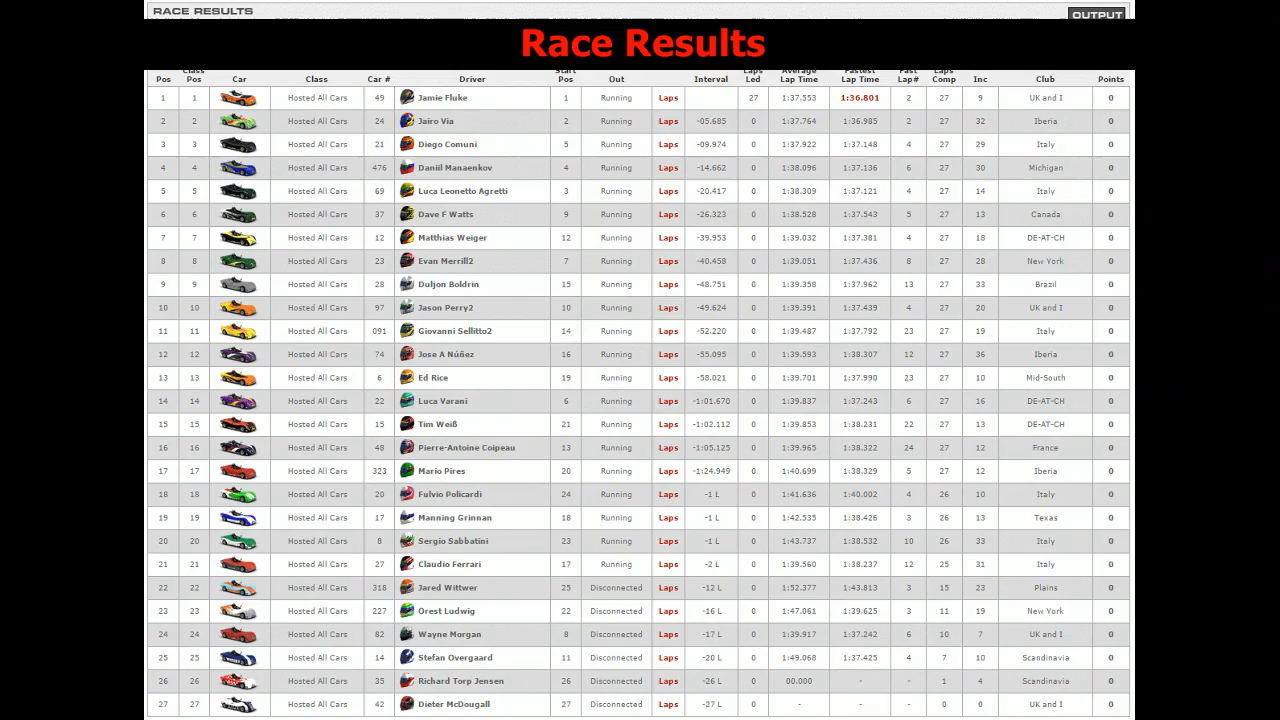 RACE RESULTS
OUTPUT
Race Results
Pos Class Pos Car Class Car # Driver Start Pos Out Interval Laps Led Average Lap Time Fastest Lap Time Fast Lap# Laps Comp Inc Club Points
1 1 Hosted All Cars 49 Jamie Fluke 1 Running Laps 27 1:37.553 1:36.801 2 27 9 UK and I 0
2 2 Hosted All Cars 24 Jairo Via 2 Running Laps -05.685 0 1:37.764 1:36.985 2 27 32 Iberia 0
3 3 Hosted All Cars 21 Diego Comuni 5 Running Laps -09.974 0 1:37.922 1:37.148 4 27 29 Italy 0
4 4 Hosted All Cars 476 Daniil Manaenkov 4 Running Laps -14.662 0 1:38.096 1:37.136 6 27 30 Michigan 0
5 5 Hosted All Cars 69 Luca Leonetto Agretti 3 Running Laps -20.417 0 1:38.309 1:37.121 4 27 14 Italy 0
6 6 Hosted All Cars 37 Dave F Watts 9 Running Laps -26.323 0 1:38.528 1:37.543 5 27 13 Canada 0
7 7 Hosted All Cars 12 Matthias Weiger 12 Running Laps -39.953 0 1:39.032 1:37.381 4 27 18 DE-AT-CH 0
8 8 Hosted All Cars 23 Evan Merrill2 7 Running Laps -40.458 0 1:39.051 1:37.436 8 27 28 New York 0
9 9 Hosted All Cars 28 Duljon Boldrin 15 Running Laps -48.751 0 1:39.358 1:37.962 13 27 33 Brazil 0
10 10 Hosted All Cars 97 Jason Perry2 10 Running Laps -49.624 0 1:39.391 1:37.439 4 27 20 UK and I 0
11 11 Hosted All Cars 091 Giovanni Sellitto2 14 Running Laps -52.220 0 1:39.487 1:37.792 22 27 19 Italy 0
12 12 Hosted All Cars 74 Jose A Núñez 16 Running Laps -55.095 0 1:39.593 1:38.307 12 27 36 Iberia 0
13 13 Hosted All Cars 6 Ed Rice 19 Running Laps -58.021 0 1:39.701 1:37.990 23 27 10 Mid-South 0
14 14 Hosted All Cars 22 Luca Varani 6 Running Laps -1:01.670 0 1:39.837 1:37.243 6 27 16 DE-AT-CH 0
15 15 Hosted All Cars 15 Tim Weiß 21 Running Laps -1:02.112 0 1:39.853 1:38.231 22 27 13 DE-AT-CH 0
16 16 Hosted All Cars 48 Pierre-Antoine Coipeau 13 Running Laps -1:05.125 0 1:39.965 1:38.322 24 27 12 France 0
17 17 Hosted All Cars 323 Mario Pires 20 Running Laps -1:24.949 0 1:40.699 1:38.329 5 27 12 Iberia 0
18 18 Hosted All Cars 20 Fulvio Policardi 24 Running Laps -1 L 0 1:41.636 1:40.002 4 26 10 Italy 0
19 19 Hosted All Cars 17 Manning Grinnan 18 Running Laps -1 L 0 1:42.535 1:38.426 3 26 13 Texas 0
20 20 Hosted All Cars 8 Sergio Sabbatini 23 Running Laps -1 L 0 1:43.737 1:38.532 10 26 33 Italy 0
21 21 Hosted All Cars 27 Claudio Ferrari 17 Running Laps -2 L 0 1:39.560 1:38.237 12 25 31 Italy 0
22 22 Hosted All Cars 318 Jared Wittwer 25 Disconnected Laps -12 L 0 1:52.377 1:43.813 3 15 23 Plains 0
23 23 Hosted All Cars 227 Orest Ludwig 22 Disconnected Laps -16 L 0 1:47.061 1:39.625 3 11 19 New York 0
24 24 Hosted All Cars 82 Wayne Morgan 8 Disconnected Laps -17 L 0 1:39.917 1:37.242 6 10 7 UK and I 0
25 25 Hosted All Cars 14 Stefan Overgaard 11 Disconnected Laps -20 L 0 1:49.068 1:37.425 4 7 10 Scandinavia 0
26 26 Hosted All Cars 35 Richard Torp Jensen 26 Disconnected Laps -26 L 0 00.000 - - 1 4 Scandinavia 0
27 27 Hosted All Cars 42 Dieter McDougall 27 Disconnected Laps -27 L 0 - - - 0 0 UK and I 0